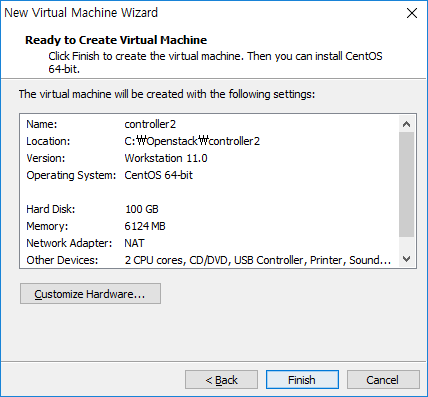 New Virtual Machine Wizard
Ready to Create Virtual Machine
Click Finish to create the virtual machine. Then you can install CentOS
64-bit.
The virtual machine will be created with the following settings:
Name: controller2
Location: C:₩Openstack₩controller2
Version: Workstation 11.0
Operating System: CentOS 64-bit
Hard Disk: 100 GB
Memory: 6124 MB
Network Adapter: NAT
Other Devices: 2 CPU cores, CD/DVD, USB Controller, Printer, Sound...
Customize Hardware...
< Back Finish Cancel